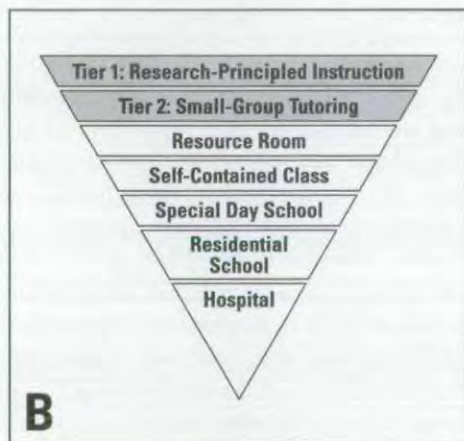 Tier 1: Research-Principled Instruction
Tier 2: Small-Group Tutoring
Resource Room
Self-Contained Class
Special Day School
Residential
School
Hospital
B